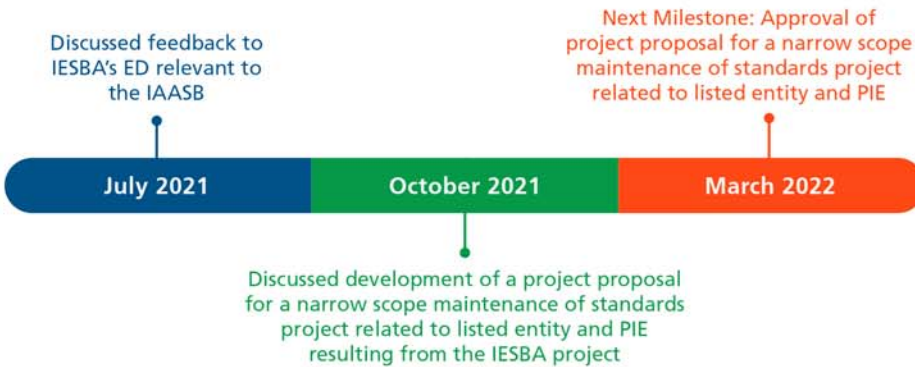 Discussed feedback to
IESBA's ED relevant to
the IAASB
Next Milestone: Approval of
project proposal for a narrow scope
maintenance of standards project
related to listed entity and PIE
July 2021
October 2021
March 2022
Discussed development of a project proposal
for a narrow scope maintenance of standards
project related to listed entity and PIE
resulting from the IESBA project